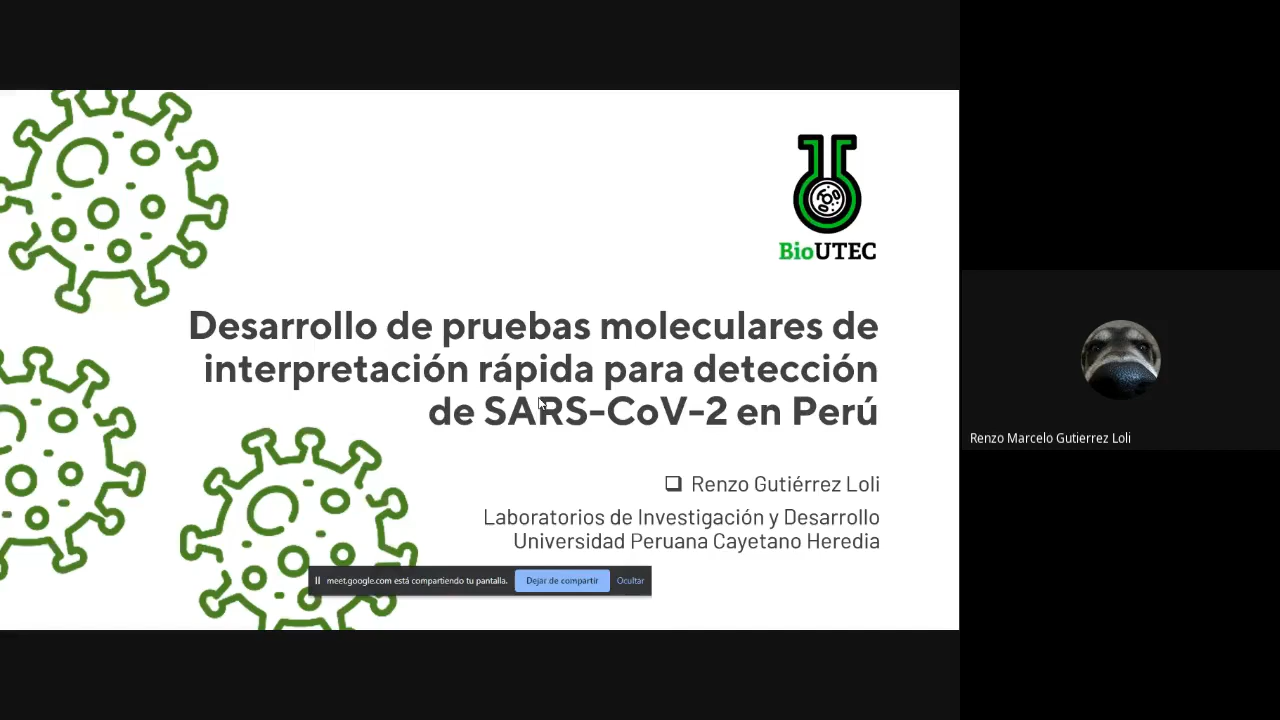 BioUTEC
Desarrollo de pruebas moleculares de
interpretación rápida para detección
de SARS-CoV-2 en Perú
Renzo Gutiérrez Loli
Laboratorios de Investigación y Desarrollo
Universidad Peruana Cayetano Heredia
meet.google.com está compartiendo tu pantalla. Dejar de compartir Ocultar
Renzo Marcelo Gutierrez Loli